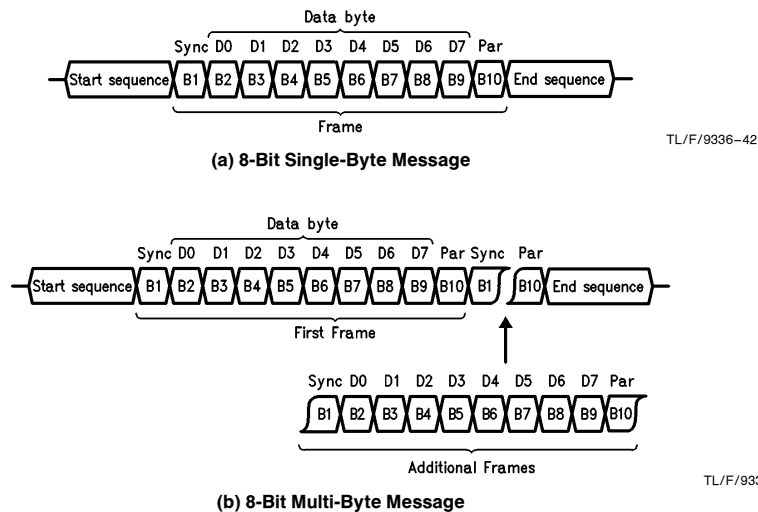 Data byte
Sync D0 D1 D2 D3 D4 D5 D6 D7 Par
Start sequence B1 B2 B3 B4 B5 B6 B7 B8 B9 B10 End sequence
Frame
TL/F/9336–42
(a) 8-Bit Single-Byte Message
Data byte
Sync D0 D1 D2 D3 D4 D5 D6 D7 Par Sync Par
Start sequence B1 B2 B3 B4 B5 B6 B7 B8 B9 B10 B1 B10 End sequence
First Frame
Sync D0 D1 D2 D3 D4 D5 D6 D7 Par
B1 B2 B3 B4 B5 B6 B7 B8 B9 B10
Additional Frames
TL/F/933
(b) 8-Bit Multi-Byte Message